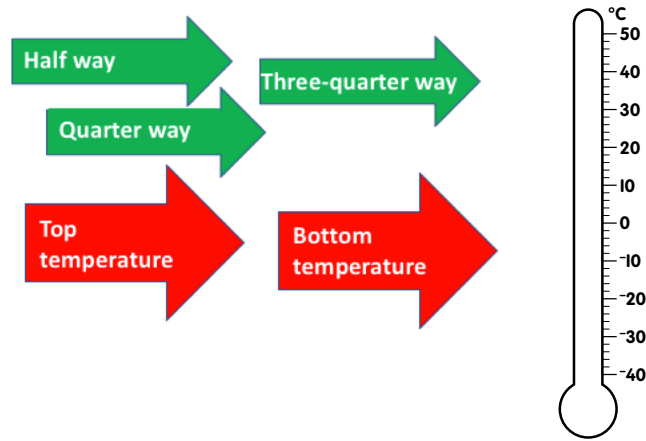 Half way
Three-quarter way
Quarter way
Top
temperature
Bottom
temperature
°C
50
40
30
20
10
0
-10
-20
-30
-40